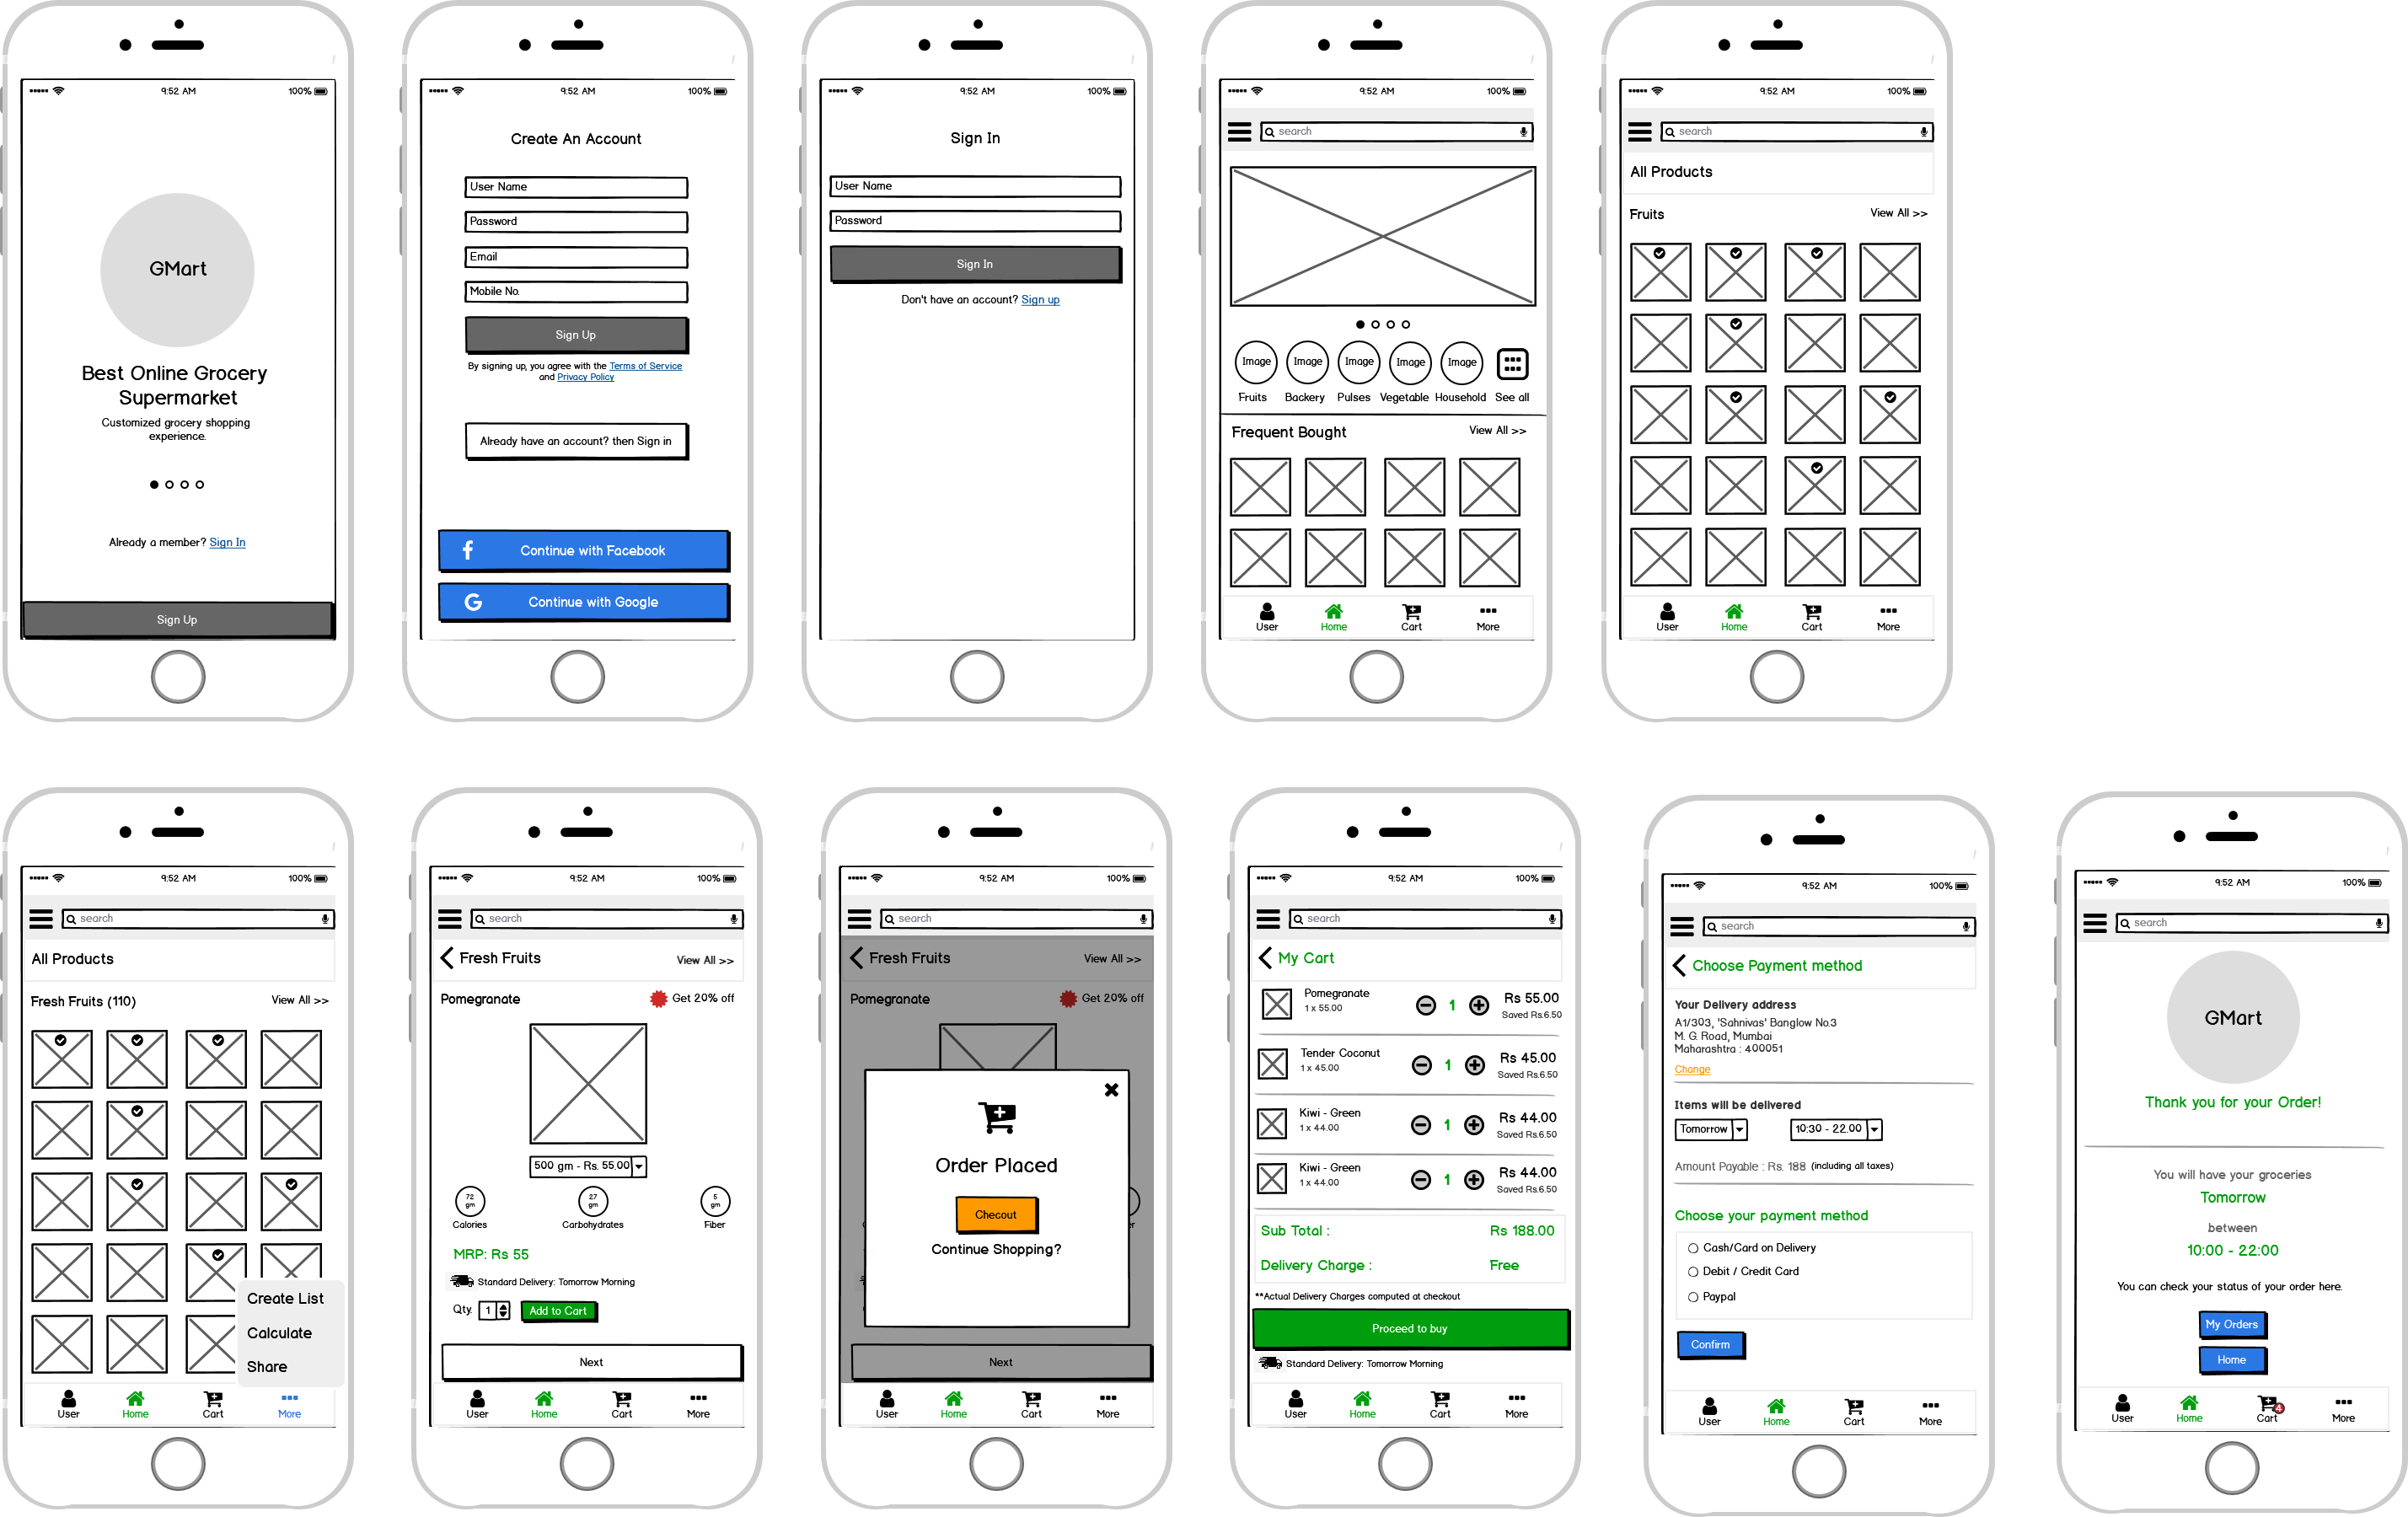 9:52 AM 100%
GMart
Best Online Grocery
Supermarket
Customized grocery shopping
experience.
Already a member? Sign In
Sign Up
9:52 AM 100%
Create An Account
User Name
Password
Email
Mobile No.
Sign Up
By signing up, you agree with the Terms of Service
and Privacy Policy
Already have an account? then Sign in
Continue with Facebook
Continue with Google
9:52 AM 100%
Sign In
User Name
Password
Sign In
Don't have an account? Sign up
9:52 AM 100%
search
Image Image Image Image Image
Fruits Backery Pulses Vegetable Household See all
Frequent Bought View All >>
User Home Cart More
9:52 AM 100%
search
All Products
Fruits View All >>
User Home Cart More
9:52 AM 100%
search
All Products
Fresh Fruits (110) View All >>
Create List
Calculate
Share
User Home Cart More
9:52 AM 100%
search
Fresh Fruits View All >>
Pomegranate Get 20% off
500 gm - Rs. 55.00
72 gm 27 gm 5 gm
Calories Carbohydrates Fiber
MRP: Rs 55
Standard Delivery: Tomorrow Morning
Qty. 1 Add to Cart
Next
User Home Cart More
9:52 AM 100%
search
Fresh Fruits View All >>
Pomegranate Get 20% off
Order Placed
Checout
Continue Shopping?
Next
User Home Cart More
9:52 AM 100%
search
My Cart
Pomegranate 1 Rs 55.00
1 x 55.00 Saved Rs.6.50
Tender Coconut 1 Rs 45.00
1 x 45.00 Saved Rs.6.50
Kiwi - Green 1 Rs 44.00
1 x 44.00 Saved Rs.6.50
Kiwi - Green 1 Rs 44.00
1 x 44.00 Saved Rs.6.50
Sub Total : Rs 188.00
Delivery Charge : Free
**Actual Delivery Charges computed at checkout
Proceed to buy
Standard Delivery: Tomorrow Morning
User Home Cart More
9:52 AM 100%
search
Choose Payment method
Your Delivery address
A1/303, 'Sahnivas' Banglow No.3
M. G. Road, Mumbai
Maharashtra : 400051
Change
Items will be delivered
Tomorrow 10:30 - 22.00
Amount Payable : Rs. 188 (including all taxes)
Choose your payment method
Cash/Card on Delivery
Debit / Credit Card
Paypal
Confirm
User Home Cart More
9:52 AM 100%
search
GMart
Thank you for your Order!
You will have your groceries
Tomorrow
between
10:00 - 22:00
You can check your status of your order here.
My Orders
Home
4
User Home Cart More